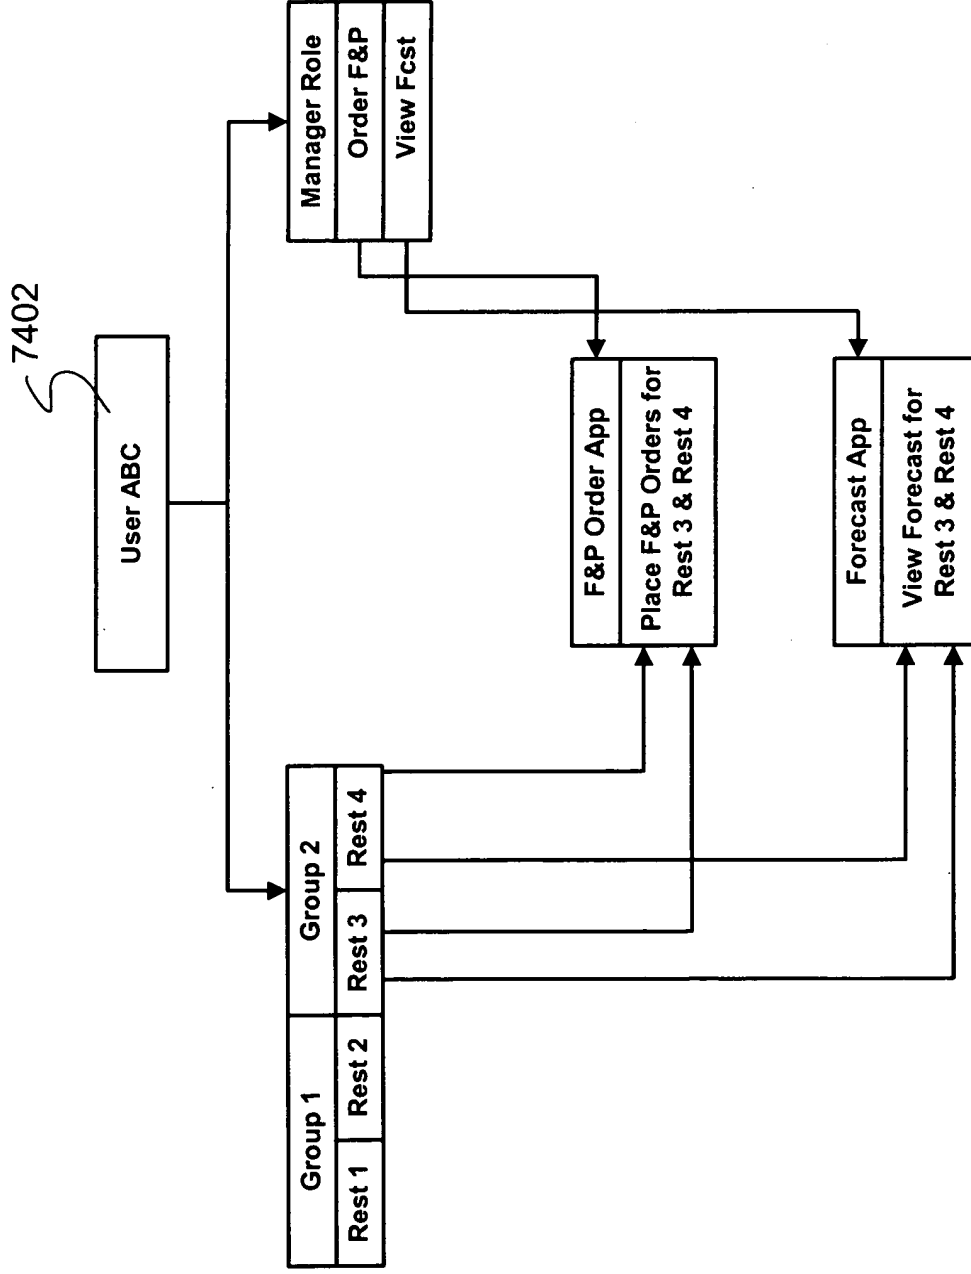 7402
User ABC
Group 1
Group 2
Rest 1
Rest 2
Rest 3
Rest 4
Manager Role
Order F&P
View Fcst
F&P Order App
Place F&P Orders for
Rest 3 & Rest 4
Forecast App
View Forecast for
Rest 3 & Rest 4